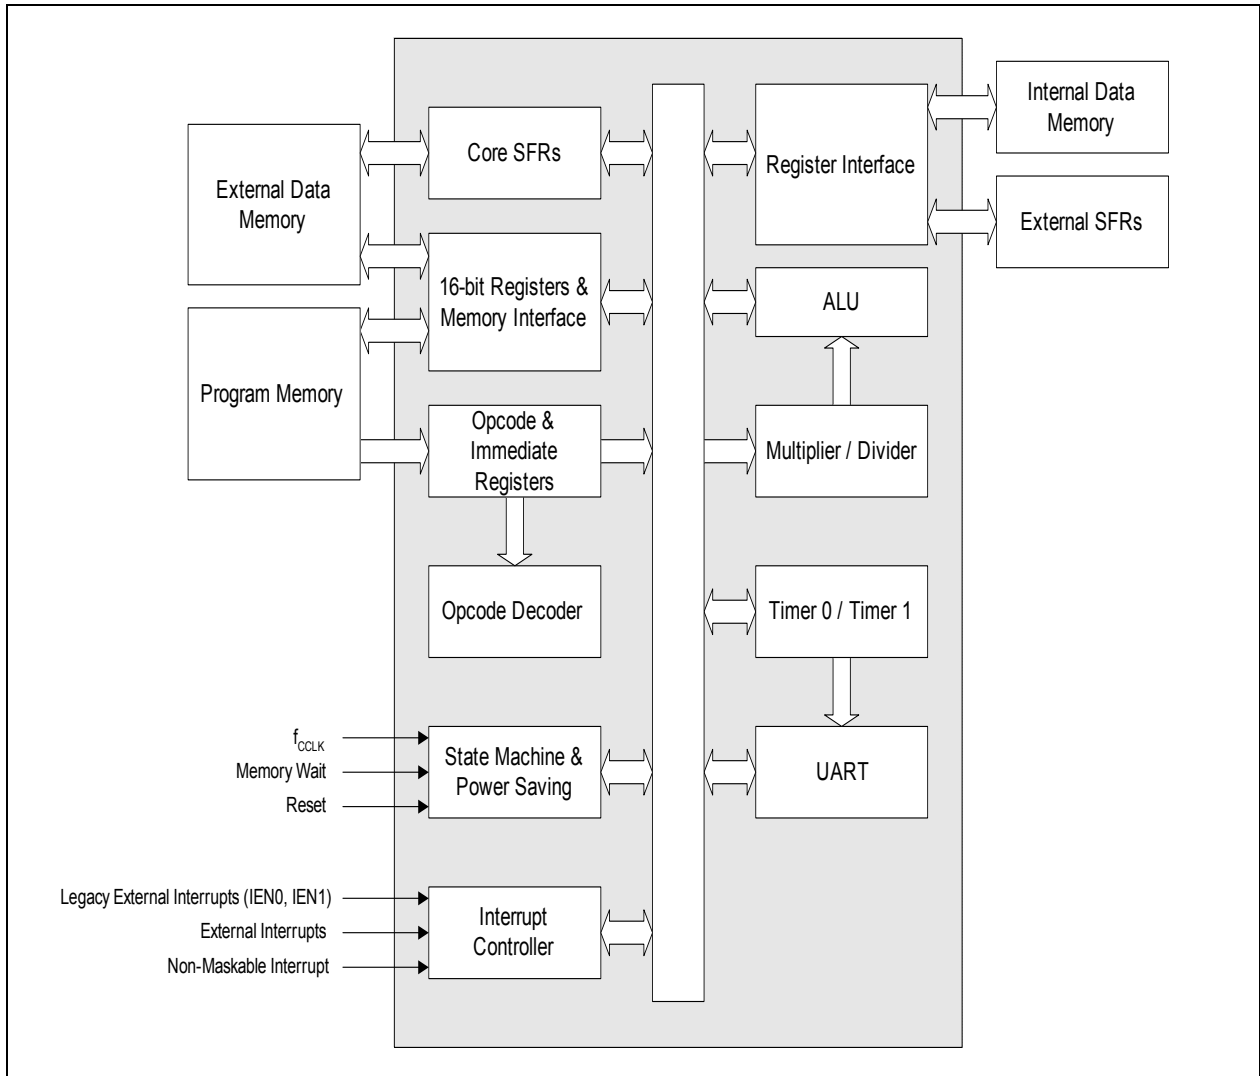 Internal Data
Memory
Core SFRs
Register Interface
External Data
Memory
External SFRs
16-bit Registers &
Memory Interface
ALU
Program Memory
Opcode &
Immediate
Registers
Multiplier / Divider
Opcode Decoder
Timer 0 / Timer 1
fCCLK
Memory Wait
Reset
State Machine &
Power Saving
UART
Legacy External Interrupts (IEN0, IEN1)
External Interrupts
Non-Maskable Interrupt
Interrupt
Controller